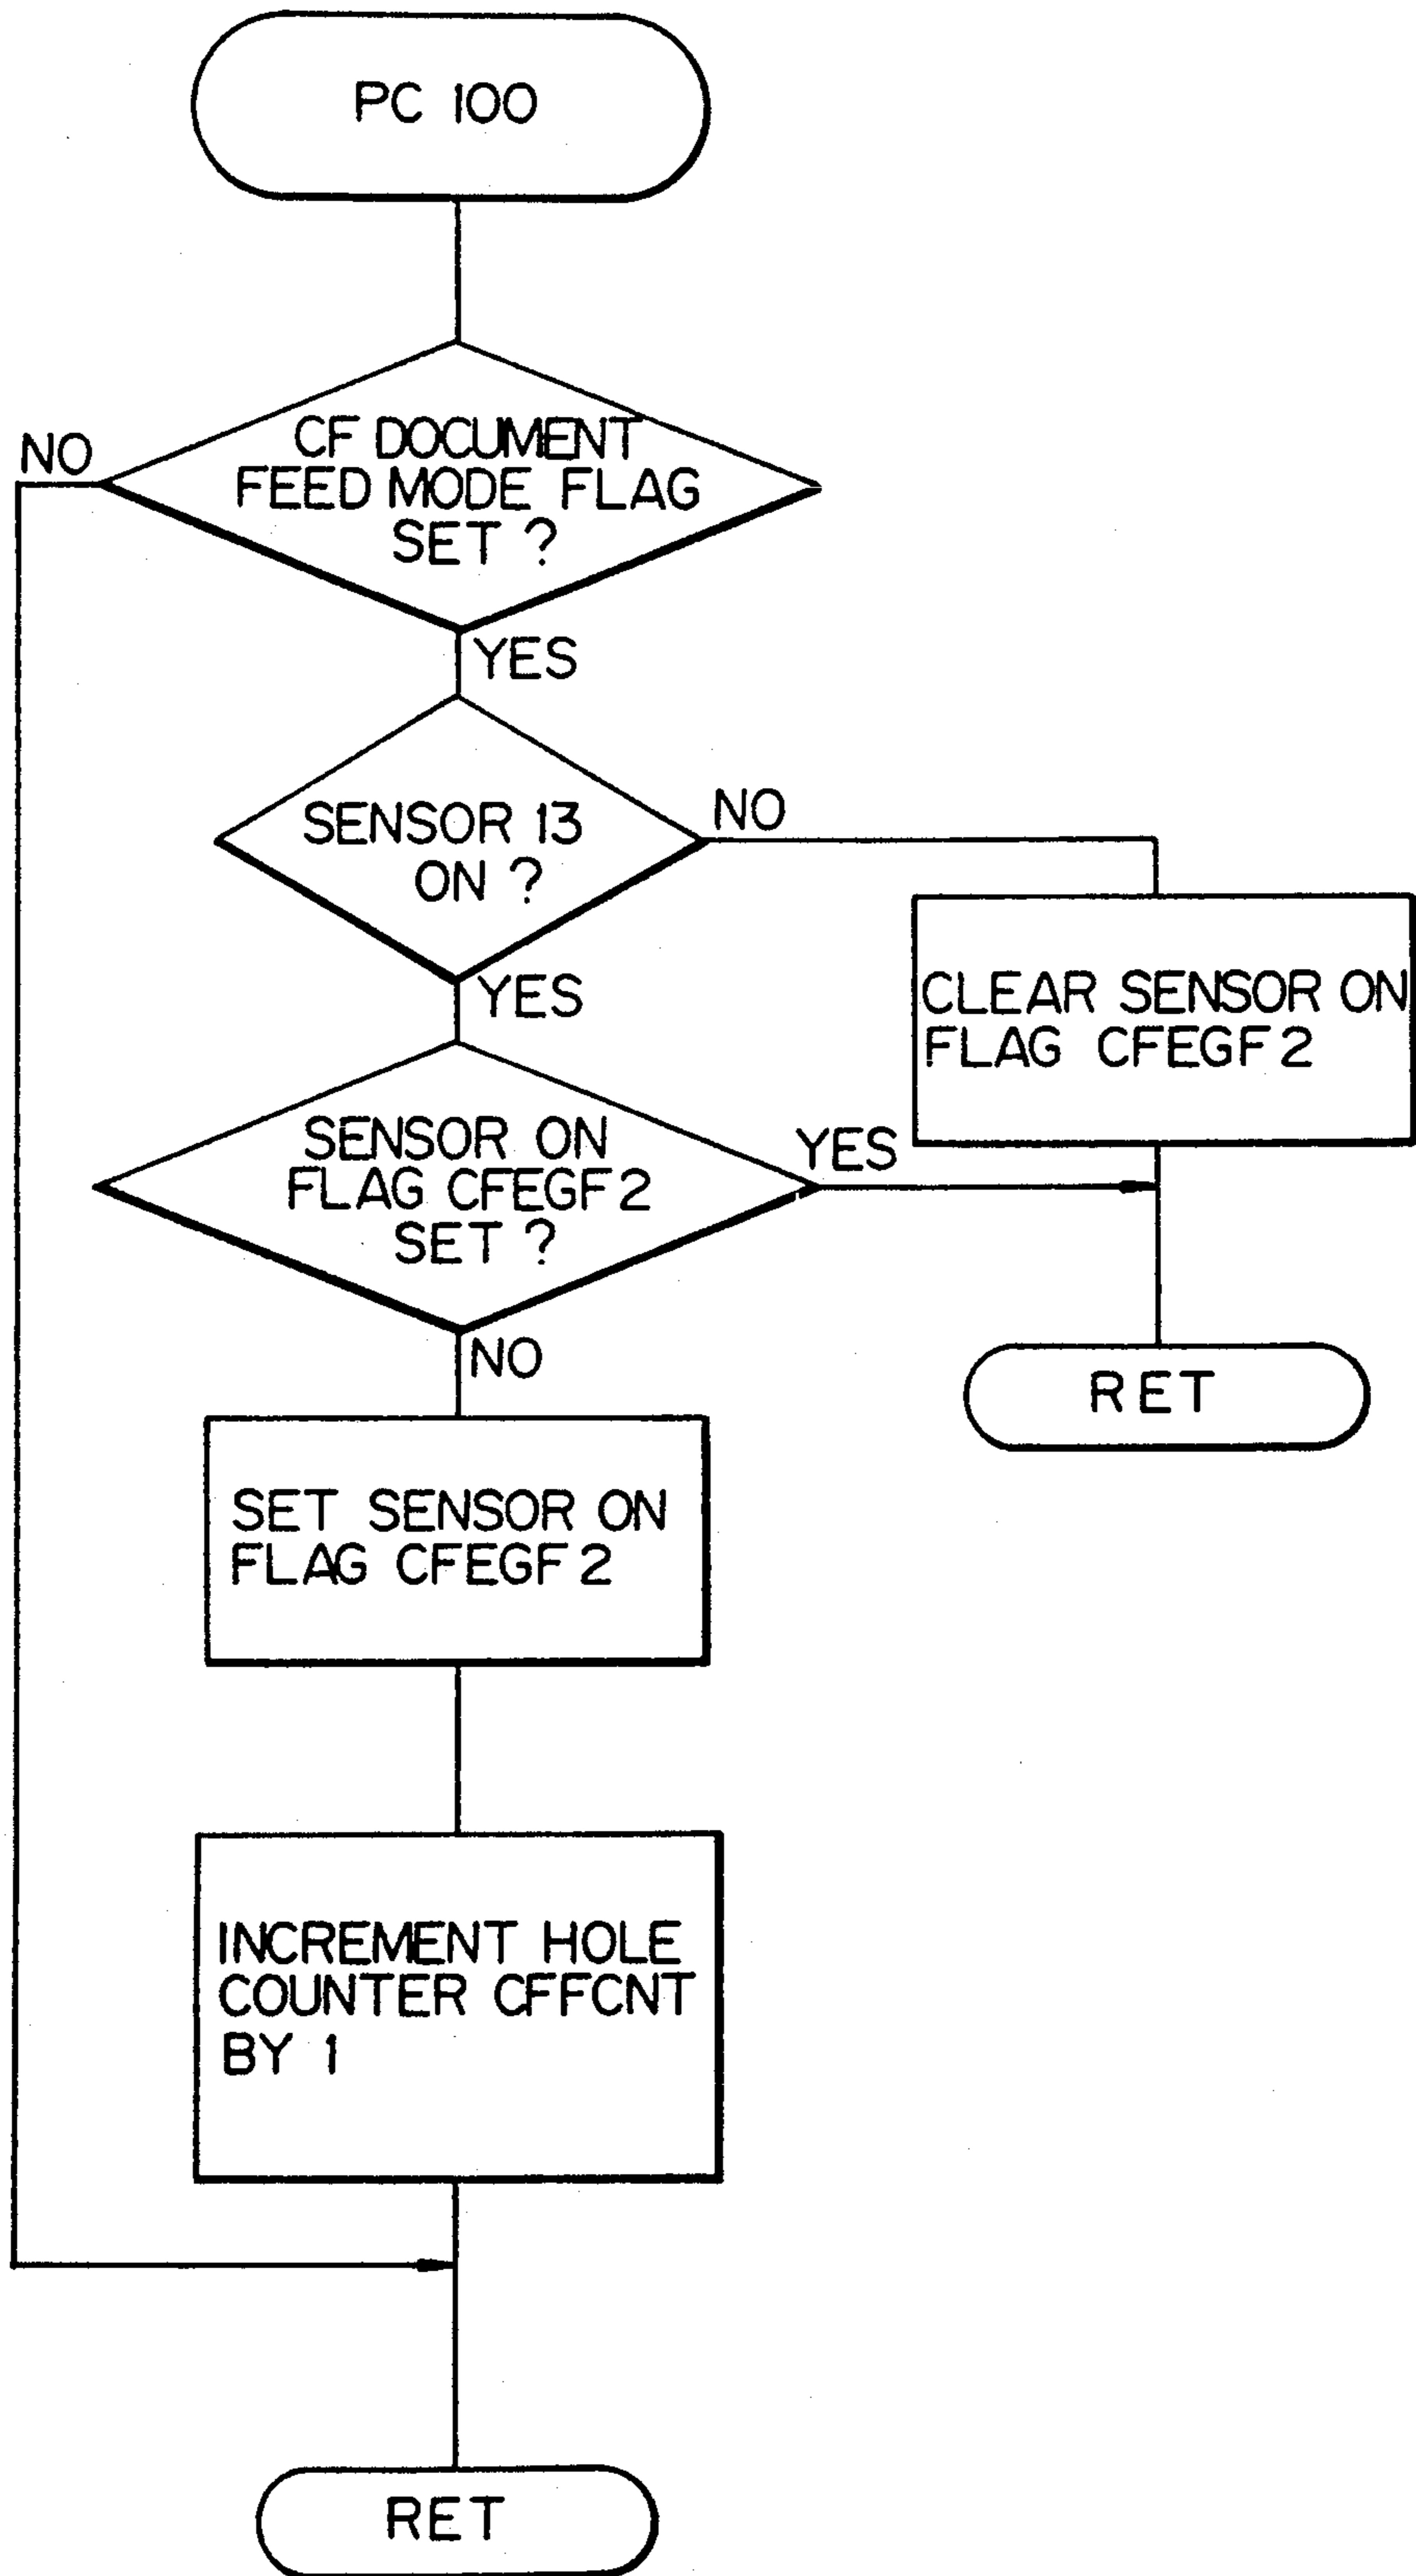 PC 100
CF DOCUMENT
FEED MODE FLAG
SET ?
NO
YES
SENSOR 13
ON ?
NO
YES
CLEAR SENSOR ON
FLAG CFEGF2
SENSOR ON
FLAG CFEGF2
SET ?
YES
NO
RET
SET SENSOR ON
FLAG CFEGF2
INCREMENT HOLE
COUNTER CFFCNT
BY 1
RET